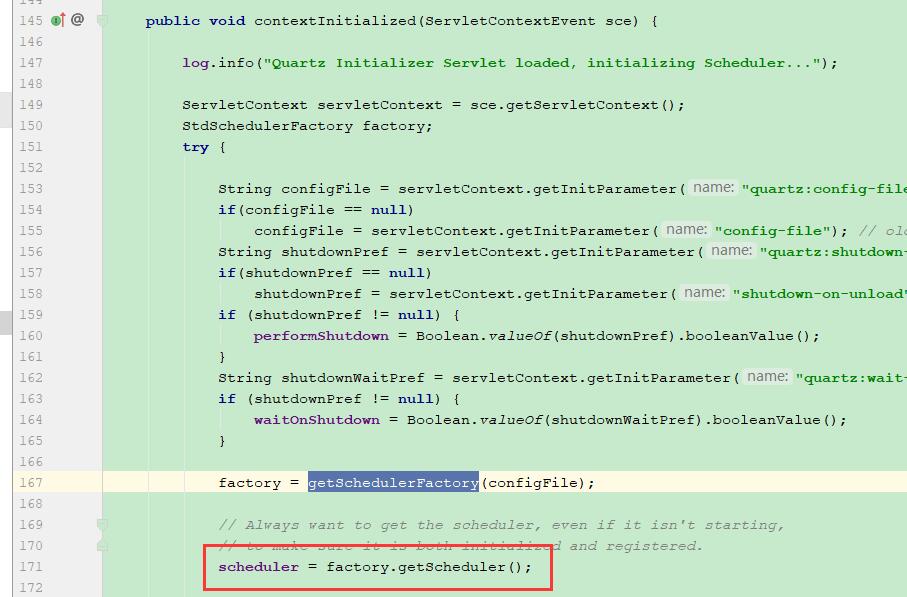 144
145 @ public void contextInitialized(ServletContextEvent sce) {
146
147 log.info("Quartz Initializer Servlet loaded, initializing Scheduler...");
148
149 ServletContext servletContext = sce.getServletContext();
150 StdSchedulerFactory factory;
151 try {
152
153 String configFile = servletContext.getInitParameter( name: "quartz:config-file
154 if(configFile == null)
155 configFile = servletContext.getInitParameter( name: "config-file"); // old
156 String shutdownPref = servletContext.getInitParameter( name: "quartz:shutdown-
157 if(shutdownPref == null)
158 shutdownPref = servletContext.getInitParameter( name: "shutdown-on-unload"
159 if (shutdownPref != null) {
160 performShutdown = Boolean.valueOf(shutdownPref).booleanValue();
161 }
162 String shutdownWaitPref = servletContext.getInitParameter( name: "quartz:wait-
163 if (shutdownPref != null) {
164 waitOnShutdown = Boolean.valueOf(shutdownWaitPref).booleanValue();
165 }
166
167 factory = getSchedulerFactory(configFile);
168
169 // Always want to get the scheduler, even if it isn't starting,
170 // to make sure it is both initialized and registered.
171 scheduler = factory.getScheduler();
172